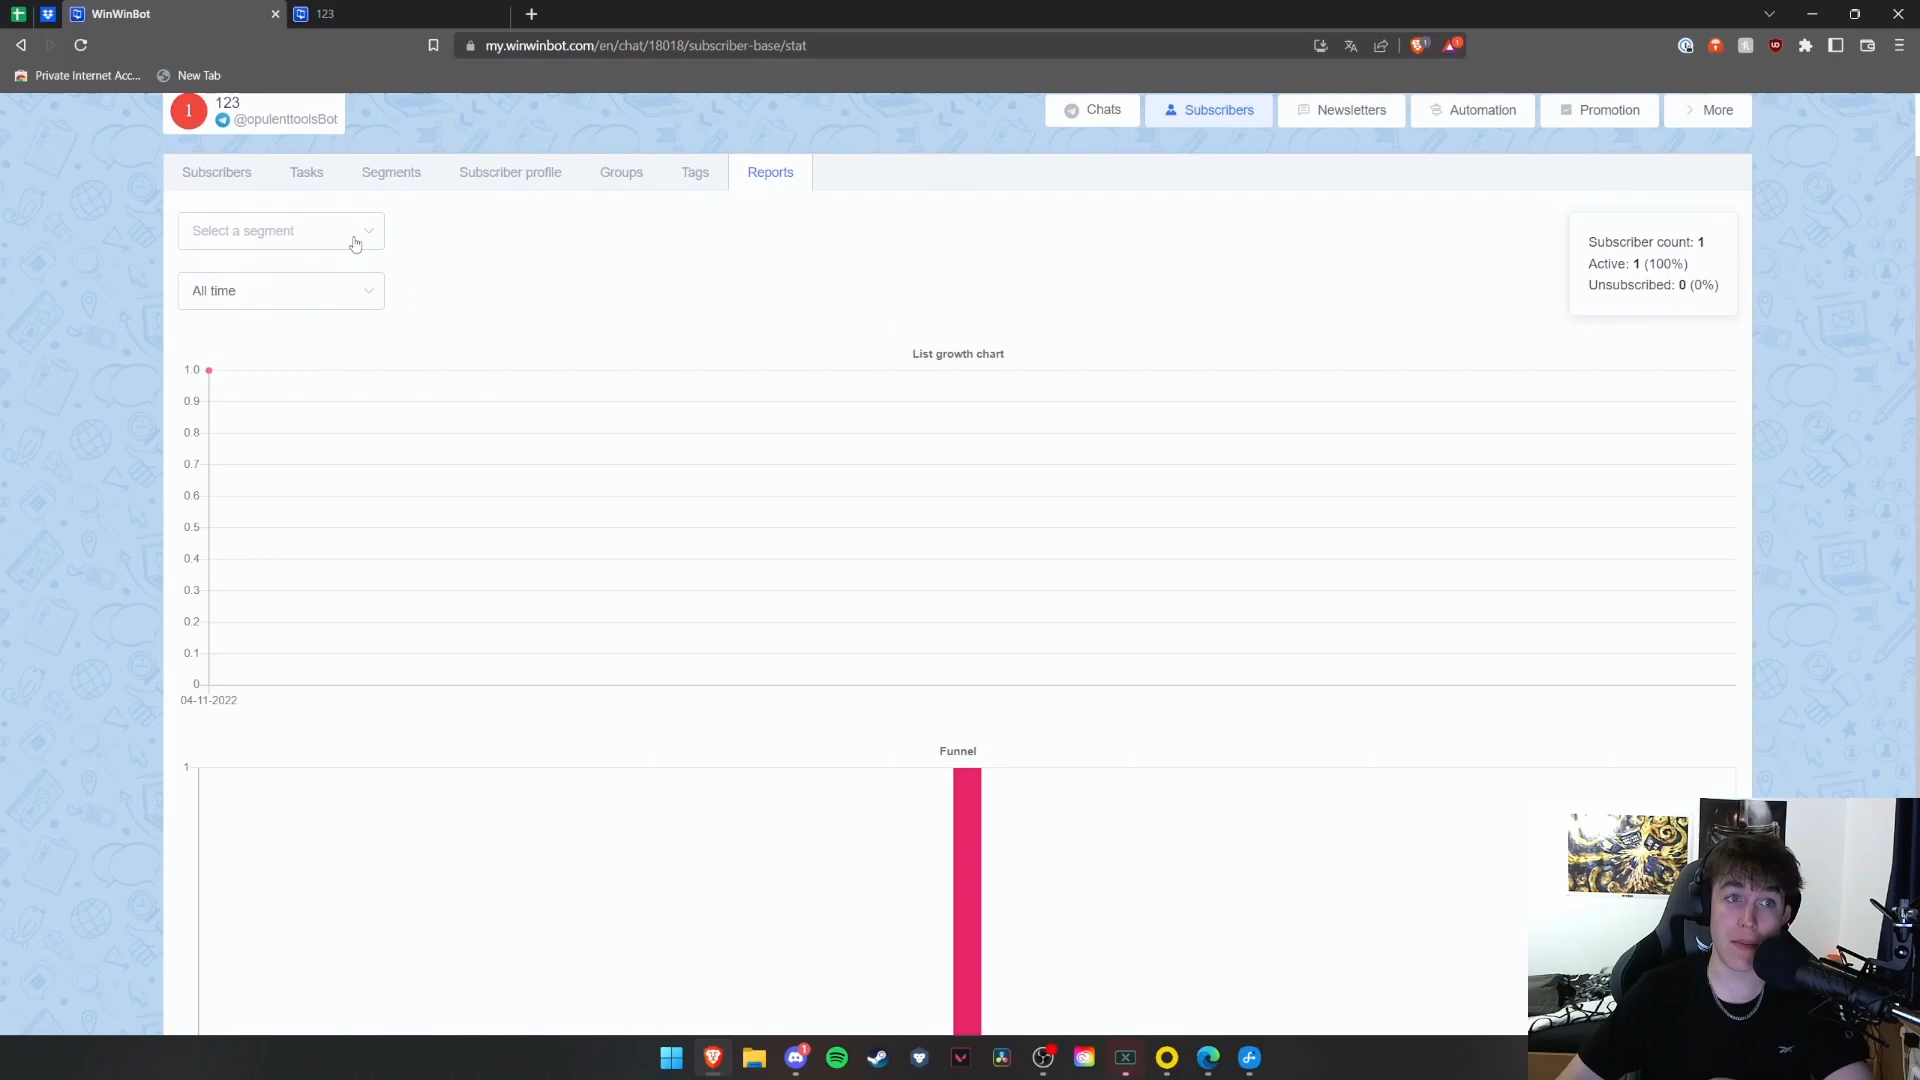 WinWinBot
123
my.winwinbot.com/en/chat/18018/subscriber-base/stat
Private Internet Acc...
New Tab
1
123
@opulenttoolsBot
Chats
Subscribers
Newsletters
Automation
Promotion
More
Subscribers
Tasks
Segments
Subscriber profile
Groups
Tags
Reports
Select a segment
All time
Subscriber count: 1
Active: 1 (100%)
Unsubscribed: 0 (0%)
List growth chart
1.0
0.9
0.8
0.7
0.6
0.5
0.4
0.3
0.2
0.1
0
04-11-2022
Funnel
1